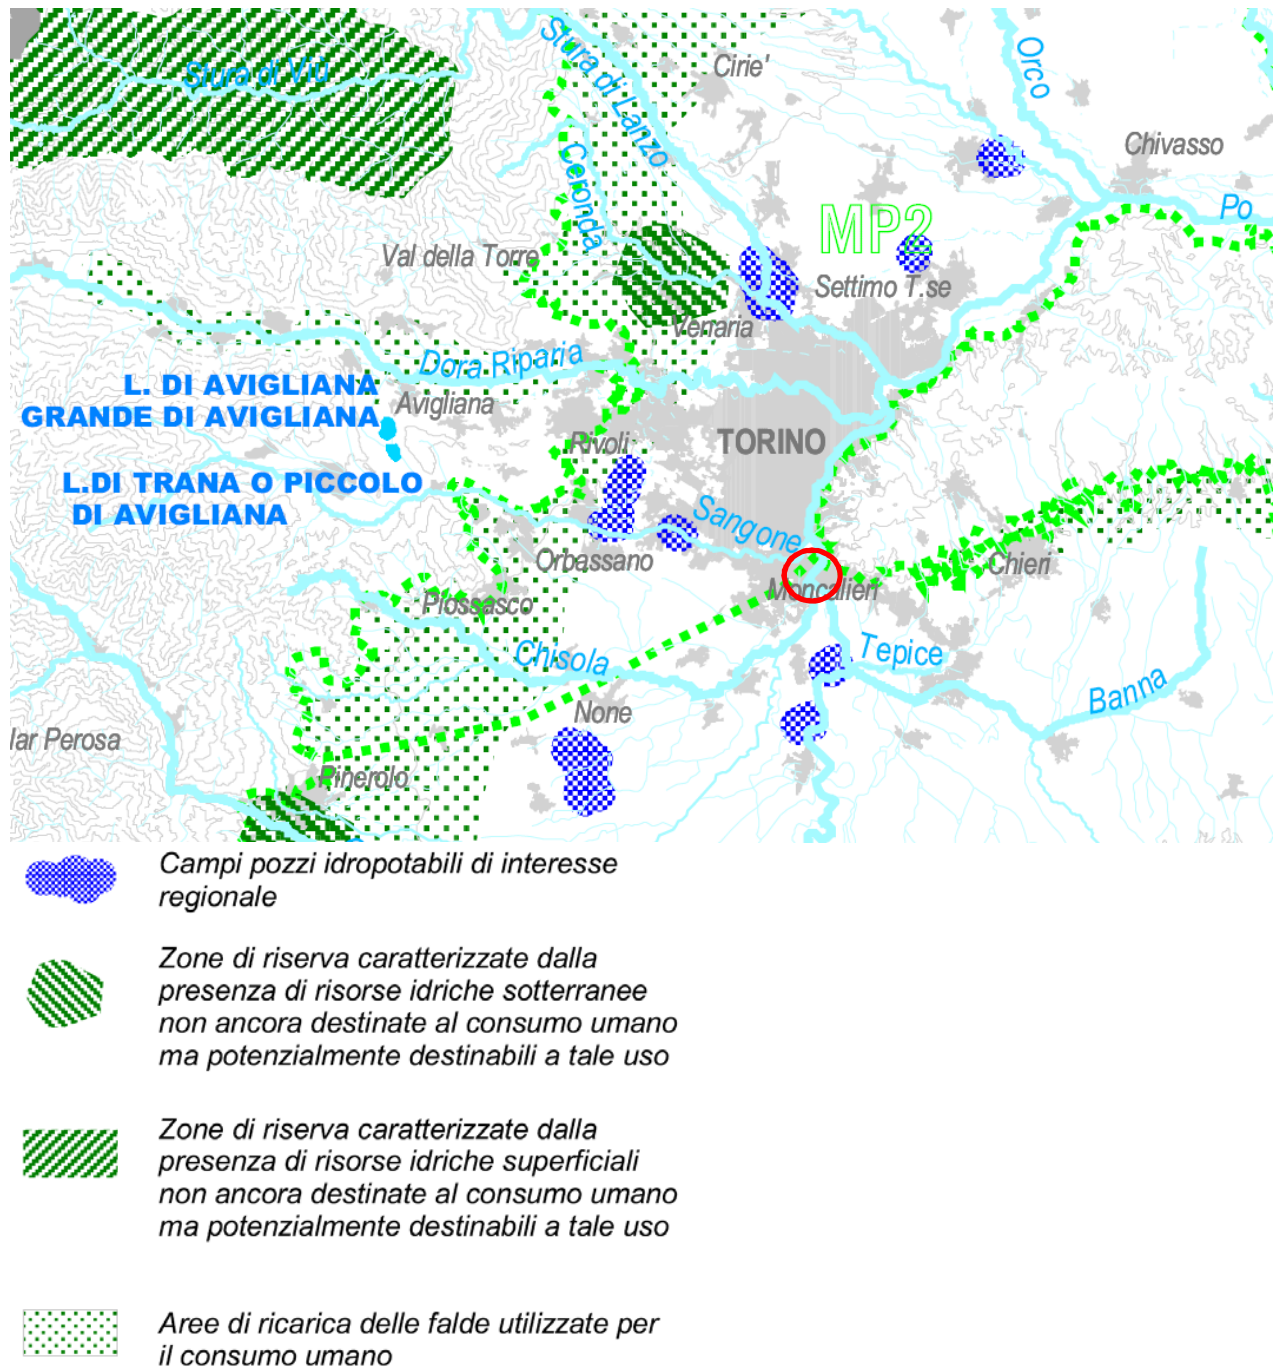 Stura di Viù
Stura di Lanzo
Cirie'
Orco
Chivasso
Po
Ceronda
MP2
Val della Torre
Settimo T.se
Venaria
Dora Riparia
L. DI AVIGLIANA
GRANDE DI AVIGLIANA
Avigliana
Rivoli
TORINO
L.DI TRANA O PICCOLO
DI AVIGLIANA
Sangone
Orbassano
Chieri
Moncalieri
Piossasco
Chisola
Tepice
Banna
None
lar Perosa
Pinerolo
Campi pozzi idropotabili di interesse
regionale
Zone di riserva caratterizzate dalla
presenza di risorse idriche sotterranee
non ancora destinate al consumo umano
ma potenzialmente destinabili a tale uso
Zone di riserva caratterizzate dalla
presenza di risorse idriche superficiali
non ancora destinate al consumo umano
ma potenzialmente destinabili a tale uso
Aree di ricarica delle falde utilizzate per
il consumo umano